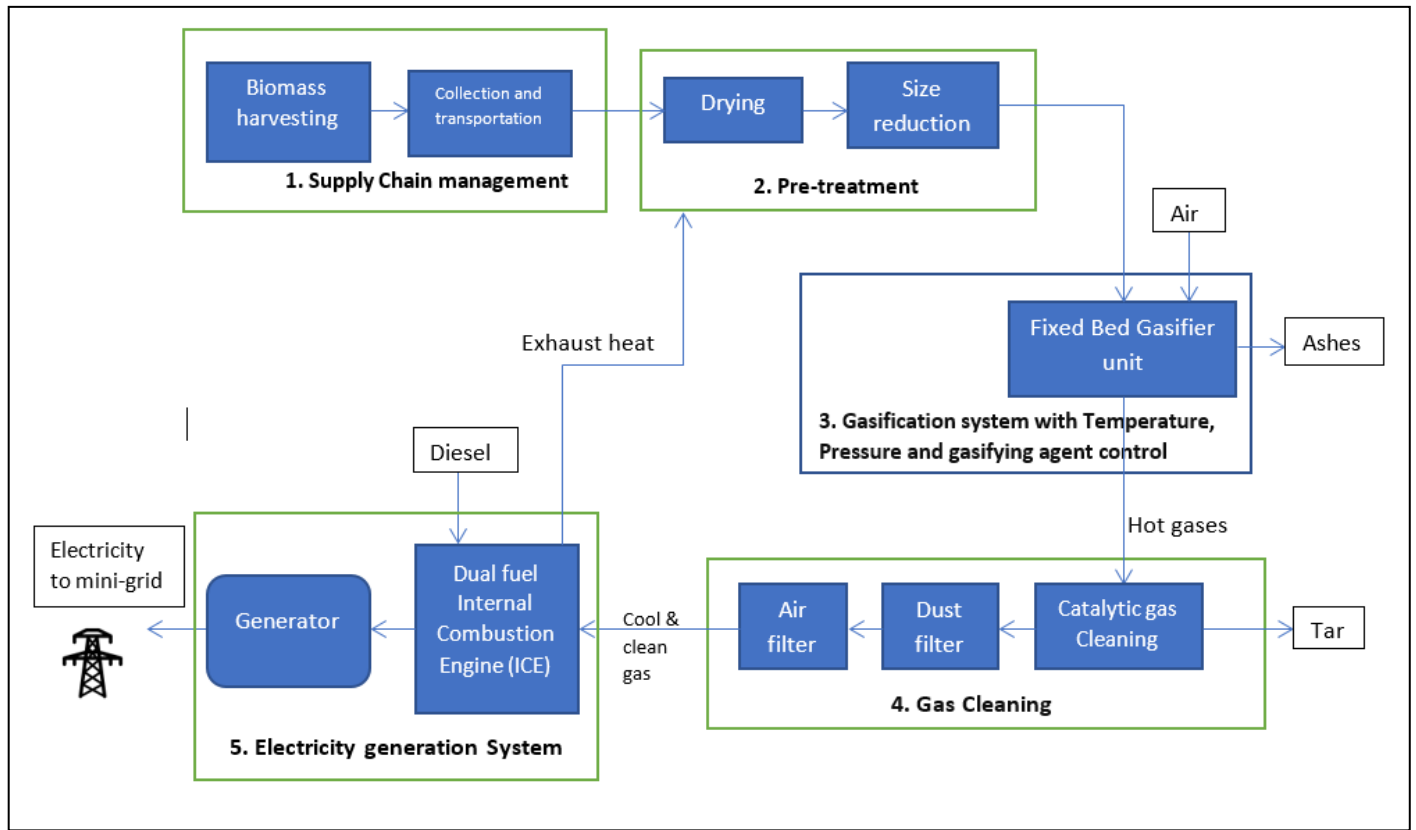 Biomass
harvesting
Collection and
transportation
1. Supply Chain management
Drying
Size
reduction
2. Pre-treatment
Air
Fixed Bed Gasifier
unit
Ashes
3. Gasification system with Temperature,
Pressure and gasifying agent control
Exhaust heat
Hot gases
Diesel
Electricity
to mini-grid
Generator
Dual fuel
Internal
Combustion
Engine (ICE)
5. Electricity generation System
Cool &
clean
gas
Air
filter
Dust
filter
Catalytic gas
Cleaning
Tar
4. Gas Cleaning